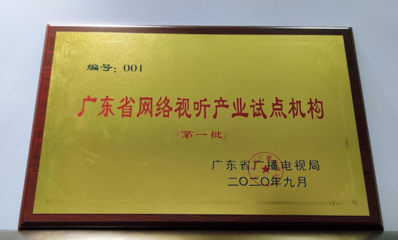 编号：001
广东省网络视听产业试点机构
（第一批）
广东省广播电视局
二〇二〇年九月